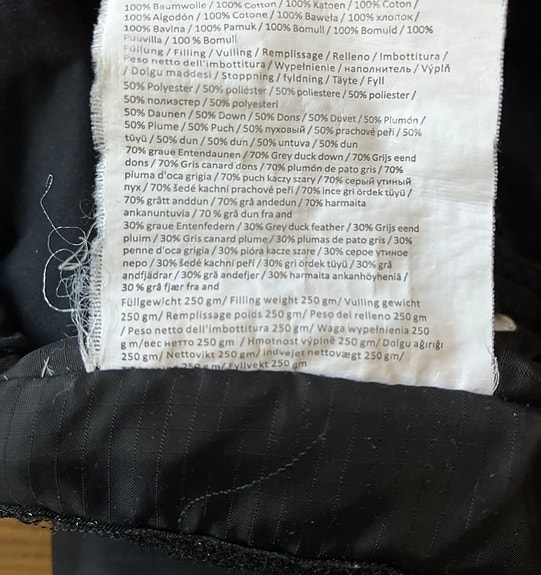 100% Baumwolle / 100% Cotton / 100% Katoen / 100% Coton /
100% Algodón / 100% Cotone / 100% Bawełna / 100% хлопок /
100% Bavlna / 100% Pamuk / 100% Bomull / 100% Bomuld / 100%
Puuvilla / 100% Bomull
Füllung / Filling / Vulling / Remplissage / Relleno / Imbottitura /
Peso netto dell'imbottitura / Wypełnienie / наполнитель / Výplň
/ Dolgu maddesi / Stoppning / fyldning / Täyte / Fyll
50% Polyester / 50% poliéster / 50% poliestere / 50% poliester /
50% полиэстер / 50% polyesteri
50% Daunen / 50% Down / 50% Dons / 50% Duvet / 50% Plumón /
50% Piume / 50% Puch / 50% пуховый / 50% prachové peří / 50%
tüyü / 50% dun / 50% dun / 50% untuva / 50% dun
70% graue Entendaunen / 70% Grey duck down / 70% Grijs eend
dons / 70% Gris canard dons / 70% plumón de pato gris / 70%
piuma d'oca grigia / 70% puch kaczy szary / 70% серый утиный
пух / 70% šedé kachní prachové peří / 70% ince gri ördek tüyü /
70% grått anddun / 70% grå andedun / 70% harmaita
ankanuntuvia / 70 % grå dun fra and
30% graue Entenfedern / 30% Grey duck feather / 30% Grijs eend
pluim / 30% Gris canard plume / 30% plumas de pato gris / 30%
penne d'oca grigia / 30% pióra kacze szare / 30% серое утиное
перо / 30% šedé kachní peří / 30% gri ördek tüyü / 30% grå
andfjädrar / 30% grå andefjer / 30% harmaita ankanhöyheniä /
30 % grå fjær fra and
Füllgewicht 250 gm/ Filling weight 250 gm/ Vulling gewicht
250 gm/ Remplissage poids 250 gm / Peso del relleno 250 gm
/ Peso netto dell'imbottitura 250 gm/ Waga wypełnienia 250
g m/вес нетто 250 gm / Hmotnost výplně 250 gm/ Dolgu ağırığı
250 gm/ Nettovikt 250 gm/ Indvejet nettovægt 250 gm/
250 gm/ Fyllvekt 250 gm